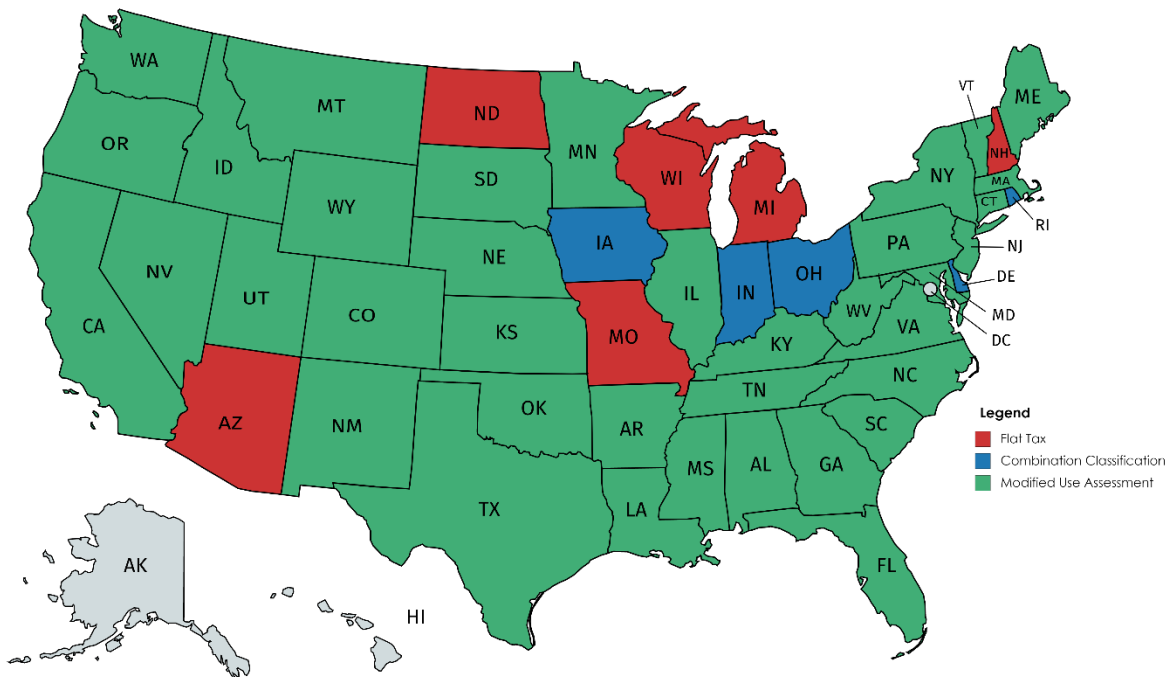 WA
MT
ND
MN
VT
ME
OR
ID
SD
WI
MI
NY
NH
MA
CT
RI
WY
IA
NE
PA
NJ
NV
UT
CO
IL
IN
OH
DE
MD
DC
CA
KS
MO
WV
VA
KY
AZ
NM
OK
AR
TN
NC
SC
MS
AL
GA
TX
LA
FL
AK
HI
Legend
Flat Tax
Combination Classification
Modified Use Assessment